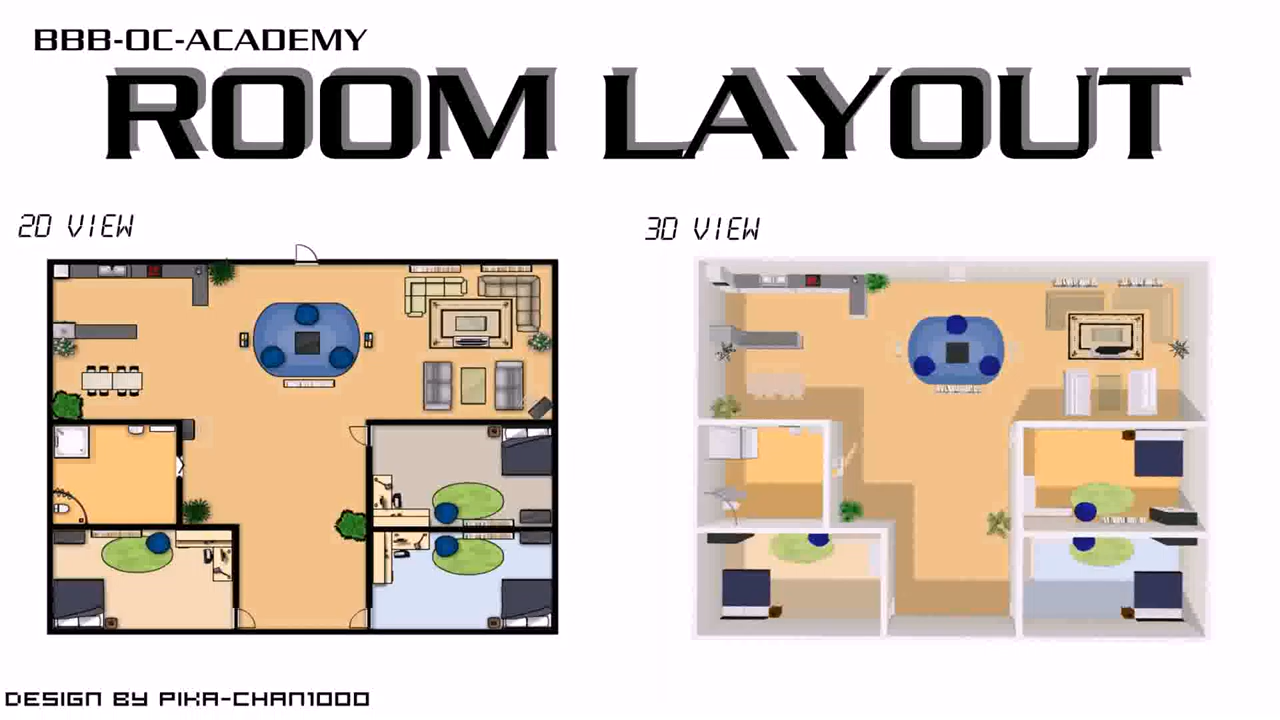 BBB-OC-ACADEMY
ROOM LAYOUT
2D VIEW
3D VIEW
DESIGN BY PIKA-CHAN1000